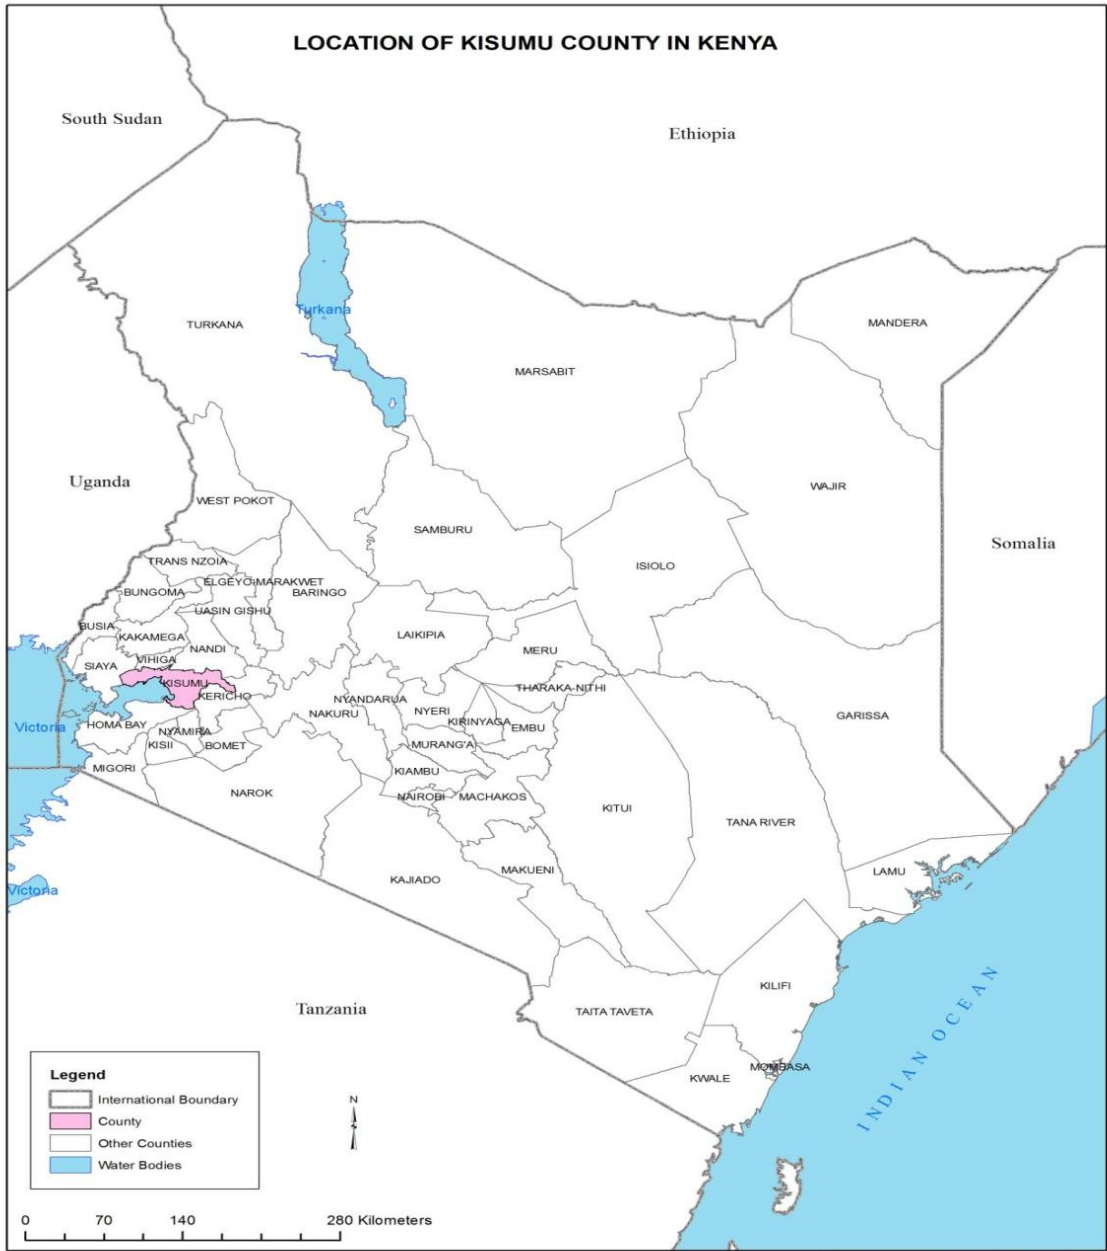 LOCATION OF KISUMU COUNTY IN KENYA
South Sudan
Ethiopia
Turkana
TURKANA
MANDERA
MARSABIT
Uganda
WAJIR
WEST POKOT
SAMBURU
Somalia
TRANS NZOIA
ISIOLO
ELGEYO-MARAKWET
BUNGOMA
BARINGO
UASIN GISHU
BUSIA
KAKAMEGA
LAIKIPIA
NANDI
MERU
VIHIGA
SIAYA
KISUMU
THARAKA-NITHI
KERICHO
NYANDARUA
NYERI
NAKURU
GARISSA
KIRINYAGA
HOMA BAY
Victoria
EMBU
NYAMIRA
KISII
BOMET
MURANG'A
MIGORI
KIAMBU
NAROK
NAIROBI
MACHAKOS
KITUI
TANA RIVER
MAKUENI
LAMU
KAJIADO
Victoria
KILIFI
Tanzania
TAITA TAVETA
INDIAN OCEAN
MOMBASA
KWALE
Legend
International Boundary
County
Other Counties
Water Bodies
N
0 70 140 280 Kilometers